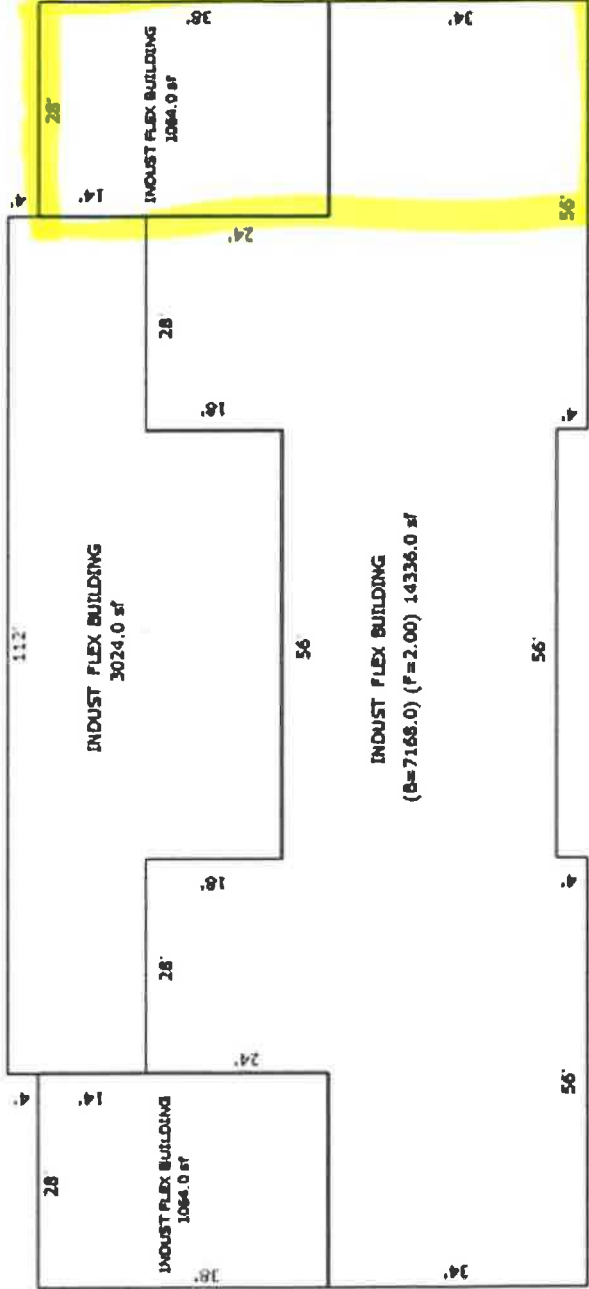 112'
4'
4'
28'
28'
14'
14'
INDUST FLEX BUILDING
3024.0 sf
INDUST FLEX BUILDING
1064.0 sf
INDUST FLEX BUILDING
1064.0 sf
28'
28'
38'
18'
18'
38'
24'
24'
56'
INDUST FLEX BUILDING
(B=7168.0) (F=2.00) 14336.0 sf
34'
34'
56'
56'
4'
4'
56'